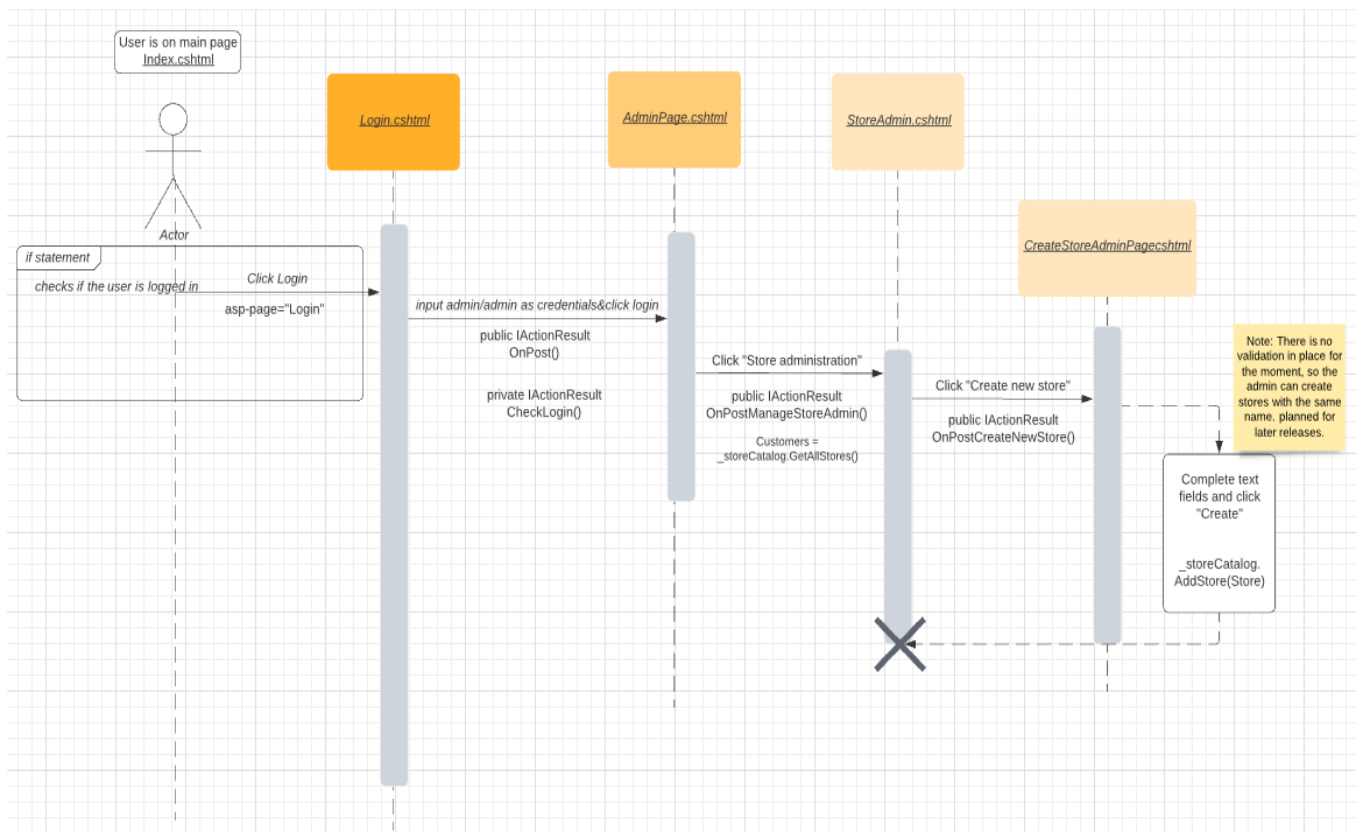 User is on main page
Index.cshtml
Login.cshtml
AdminPage.cshtml
StoreAdmin.cshtml
CreateStoreAdminPagecshtml
Actor
if statement
checks if the user is logged in
Click Login
asp-page="Login"
input admin/admin as credentials&click login
public IActionResult
OnPost()
private IActionResult
CheckLogin()
Click "Store administration"
public IActionResult
OnPostManageStoreAdmin()
Customers =
_storeCatalog.GetAllStores()
Click "Create new store"
public IActionResult
OnPostCreateNewStore()
Note: There is no
validation in place for
the moment, so the
admin can create
stores with the same
name. planned for
later releases.
Complete text
fields and click
"Create"
_storeCatalog.
AddStore(Store)